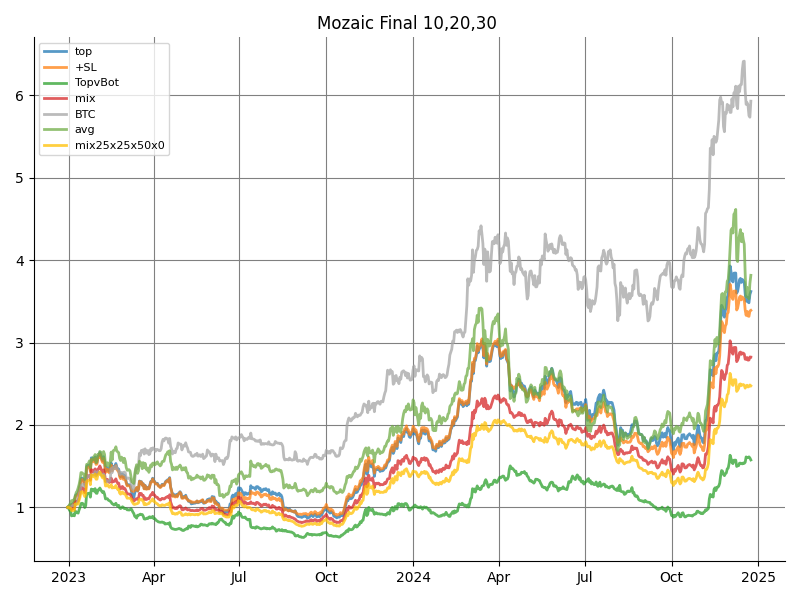 Mozaic Final 10,20,30
top
+SL
TopvBot
mix
BTC
avg
mix25x25x50x0
6
5
4
3
2
1
2023 Apr Jul Oct 2024 Apr Jul Oct 2025